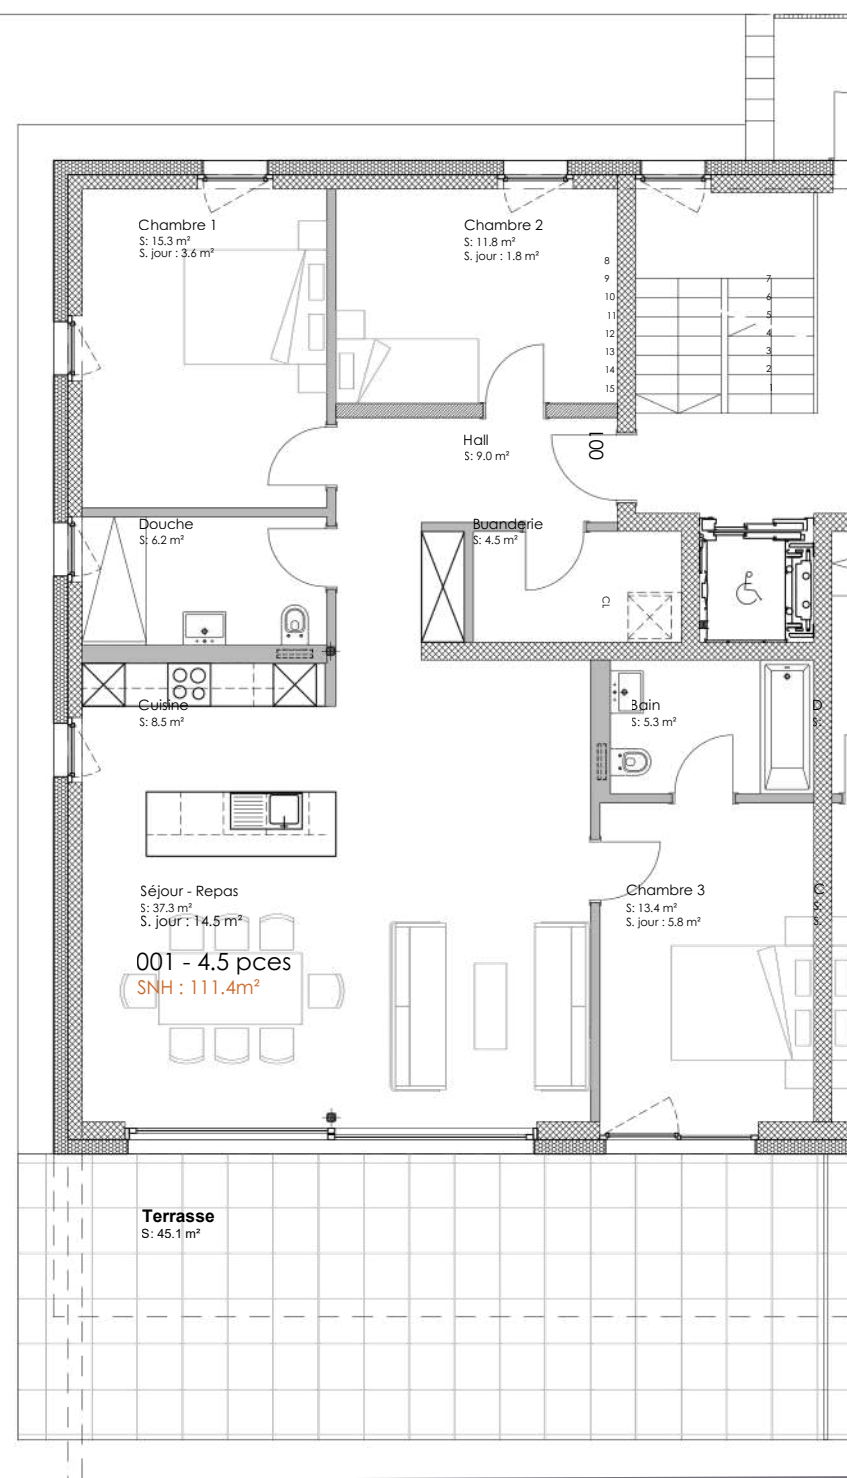 Chambre 1
S: 15.3 m²
S. jour : 3.6 m²
Chambre 2
S: 11.8 m²
S. jour : 1.8 m²
8
9
10
11
12
13
14
15
7
6
5
4
3
2
1
Hall
S: 9.0 m²
001
Douche
S: 6.2 m²
Buanderie
S: 4.5 m²
CL
Cuisine
S: 8.5 m²
Bain
S: 5.3 m²
D
S:
Séjour - Repas
S: 37.3 m²
S. jour : 14.5 m²
001 - 4.5 pces
SNH : 111.4m²
Chambre 3
S: 13.4 m²
S. jour : 5.8 m²
C
S
S
Terrasse
S: 45.1 m²